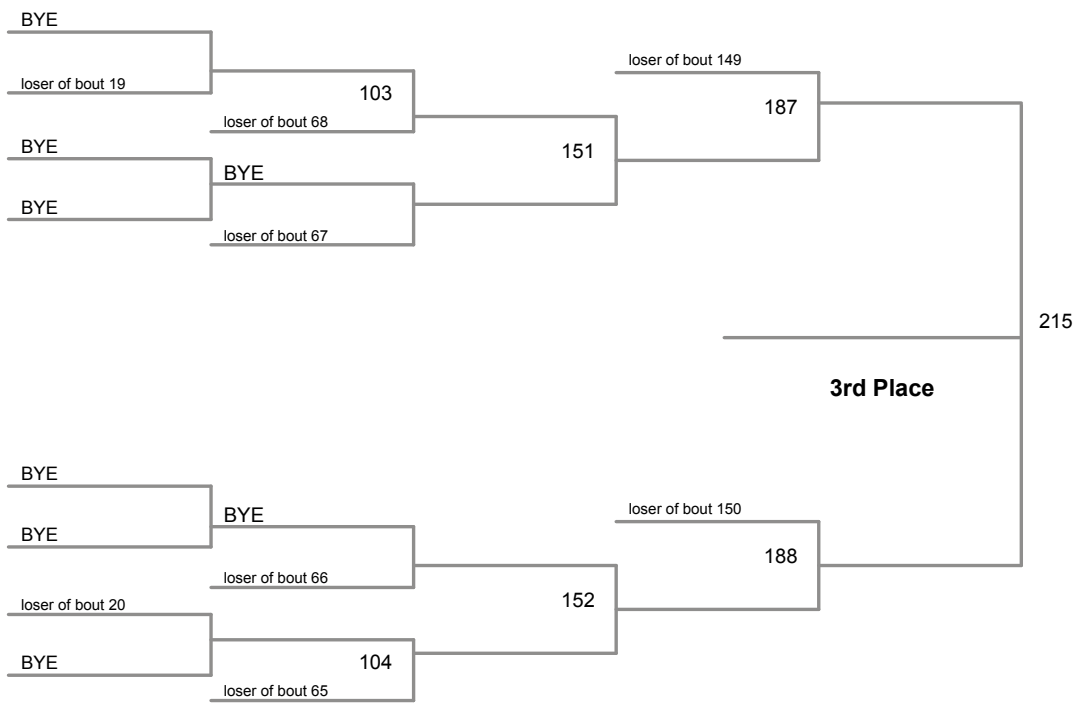 BYE
loser of bout 19
103
loser of bout 68
BYE
BYE
BYE
loser of bout 67
151
loser of bout 149
187
215
3rd Place
BYE
BYE
BYE
loser of bout 66
loser of bout 20
BYE
104
loser of bout 65
152
loser of bout 150
188